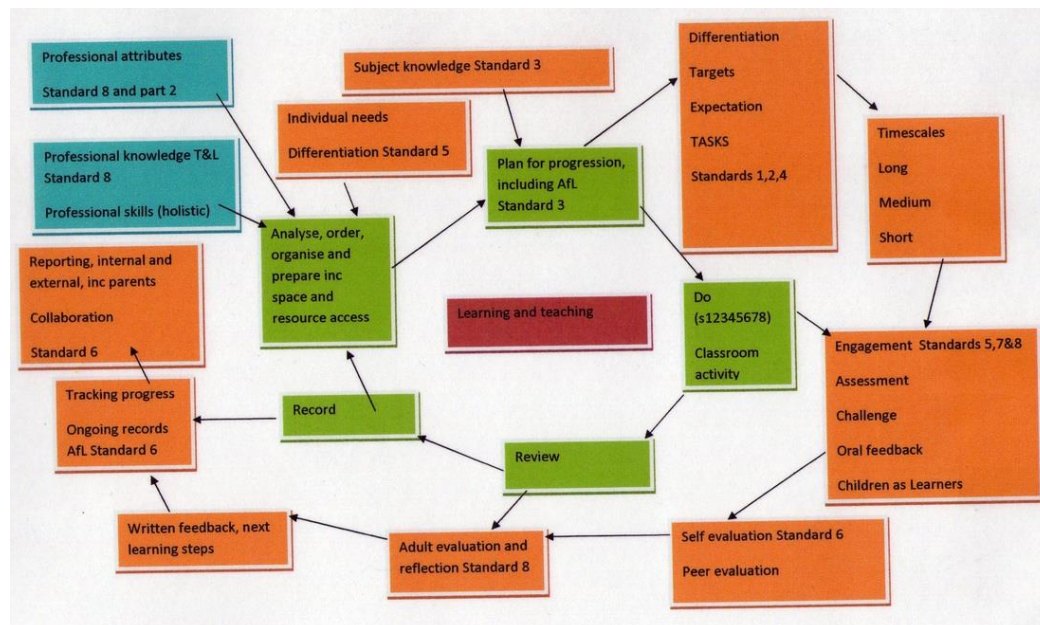 Professional attributes
Standard 8 and part 2
Professional knowledge T&L
Standard 8
Professional skills (holistic)
Subject knowledge Standard 3
Individual needs
Differentiation Standard 5
Differentiation
Targets
Expectation
TASKS
Standards 1,2,4
Timescales
Long
Medium
Short
Plan for progression,
including AfL
Standard 3
Analyse, order,
organise and
prepare inc
space and
resource access
Reporting, internal and
external, inc parents
Collaboration
Standard 6
Learning and teaching
Do
(s12345678)
Classroom
activity
Engagement Standards 5,7&8
Assessment
Challenge
Oral feedback
Children as Learners
Tracking progress
Ongoing records
AfL Standard 6
Record
Review
Written feedback, next
learning steps
Adult evaluation and
reflection Standard 8
Self evaluation Standard 6
Peer evaluation